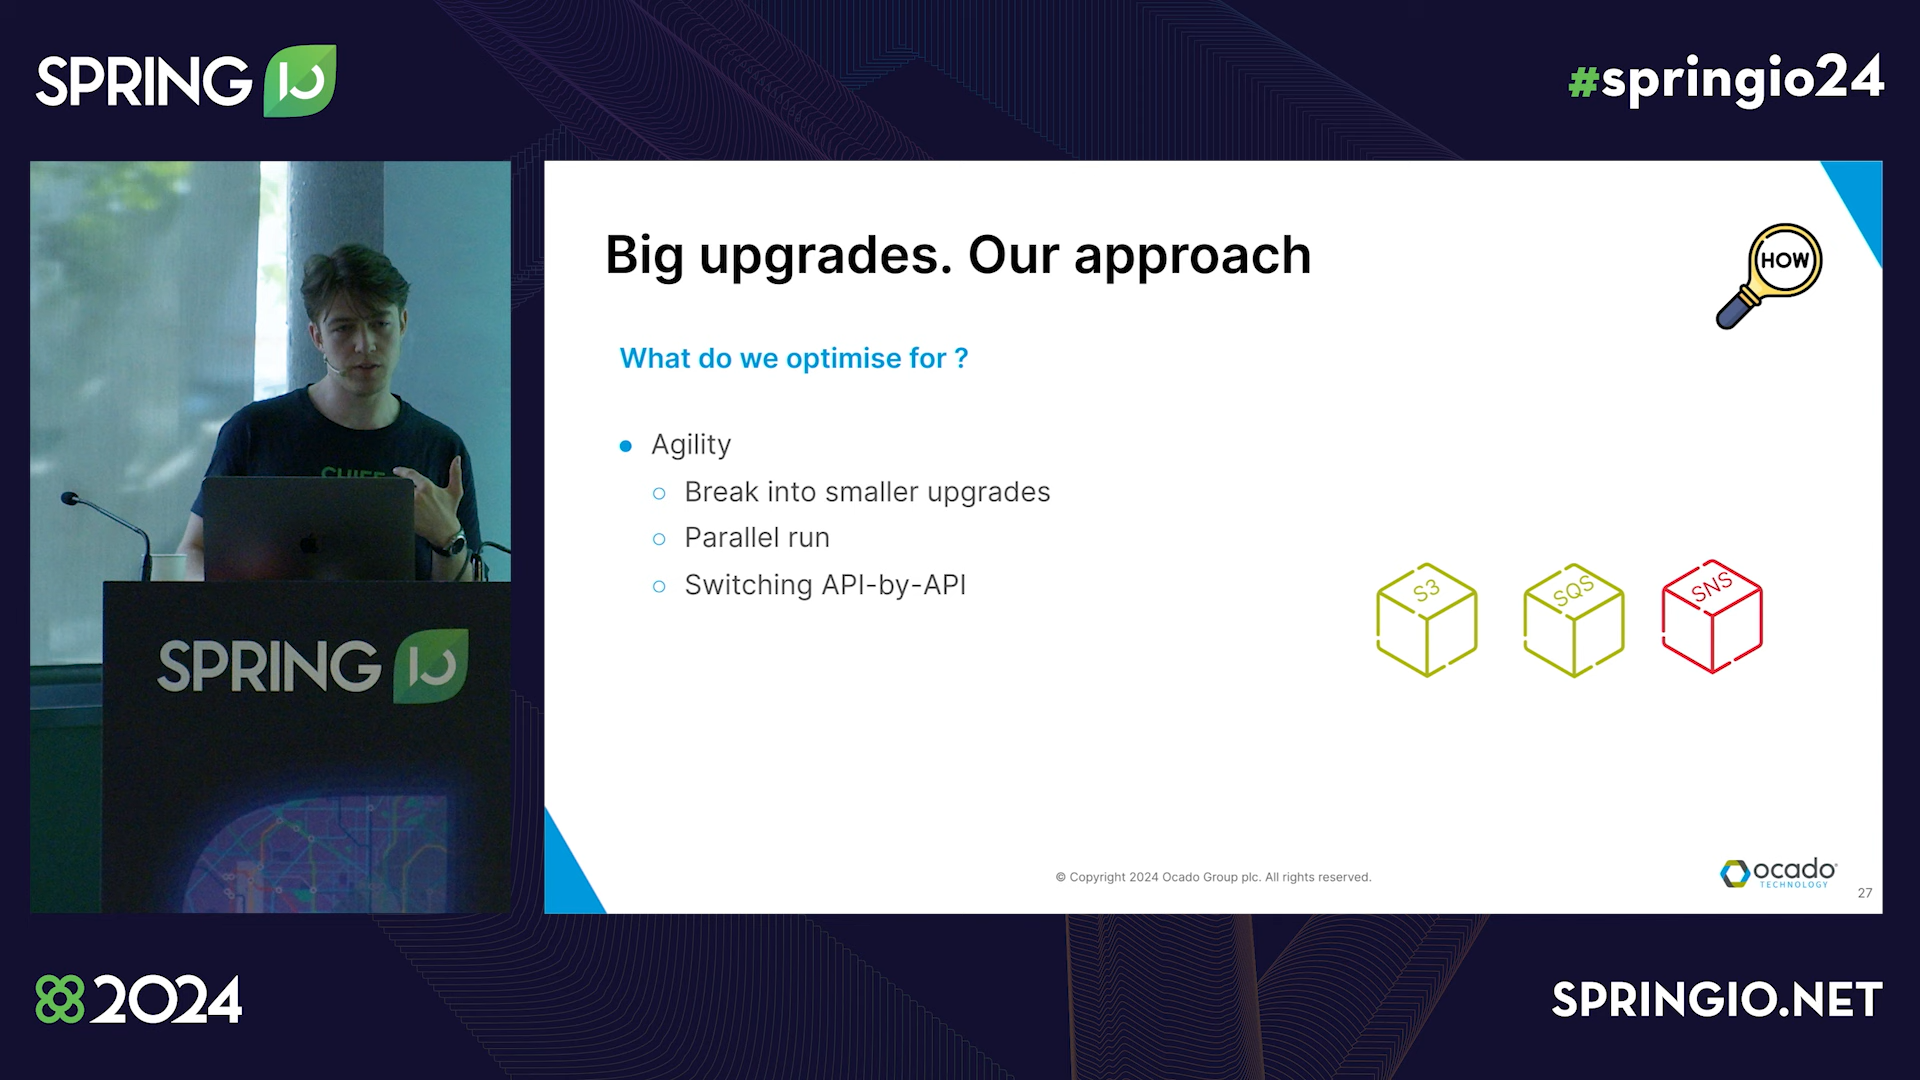 SPRING IO
#springio24
Big upgrades. Our approach
HOW
What do we optimise for ?
Agility
Break into smaller upgrades
Parallel run
Switching API-by-API
S3
SQS
SNS
CHIEF
SPRING IO
© Copyright 2024 Ocado Group plc. All rights reserved.
ocado
TECHNOLOGY
27
2024
SPRINGIO.NET